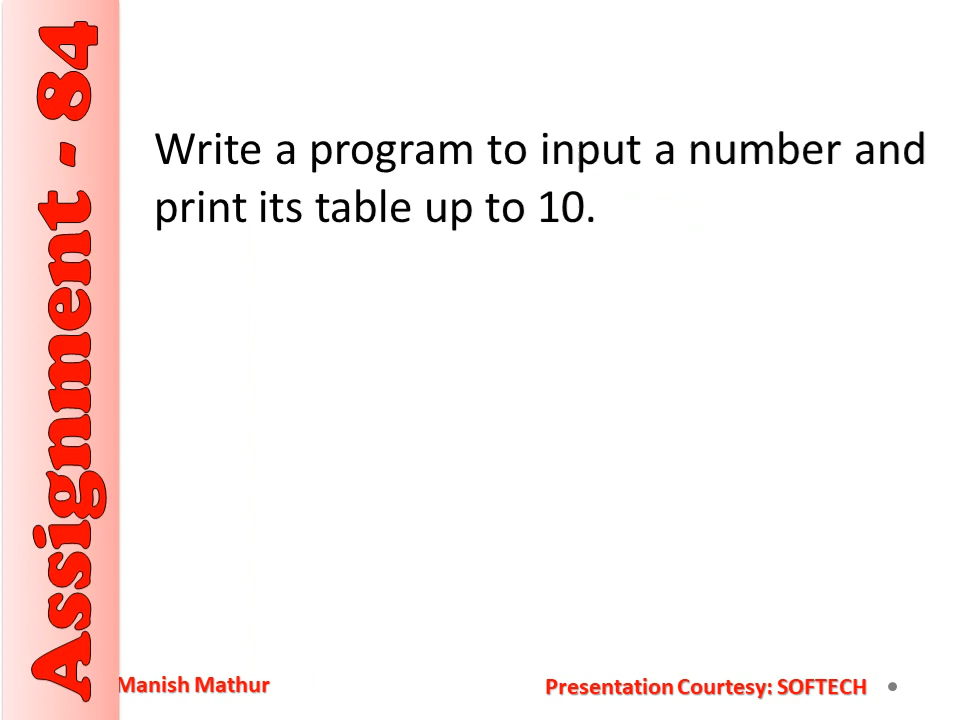 Assignment - 84
Write a program to input a number and
print its table up to 10.
Manish Mathur
Presentation Courtesy: SOFTECH